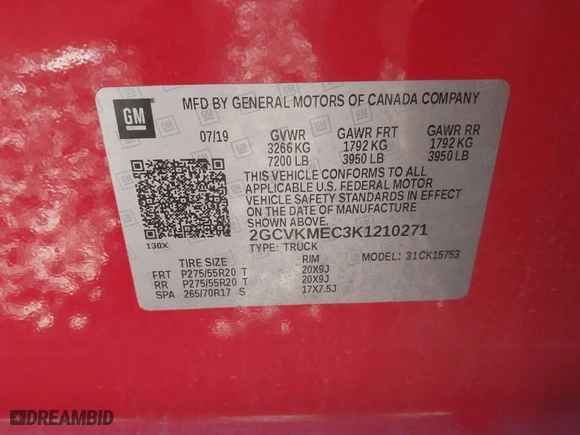 GM
MFD BY GENERAL MOTORS OF CANADA COMPANY
07/19 GVWR GAWR FRT GAWR RR
3266 KG 1792 KG 1792 KG
7200 LB 3950 LB 3950 LB
THIS VEHICLE CONFORMS TO ALL
APPLICABLE U.S. FEDERAL MOTOR
VEHICLE SAFETY STANDARDS IN EFFECT
ON THE DATE OF MANUFACTURE
SHOWN ABOVE.
130X 2GCVKMEC3K1210271
TYPE: TRUCK MODEL: 31CK15753
TIRE SIZE RIM
FRT P275/55R20 T 20X9J
RR P275/55R20 T 20X9J
SPA 265/70R17 S 17X7.5J
DREAMBID